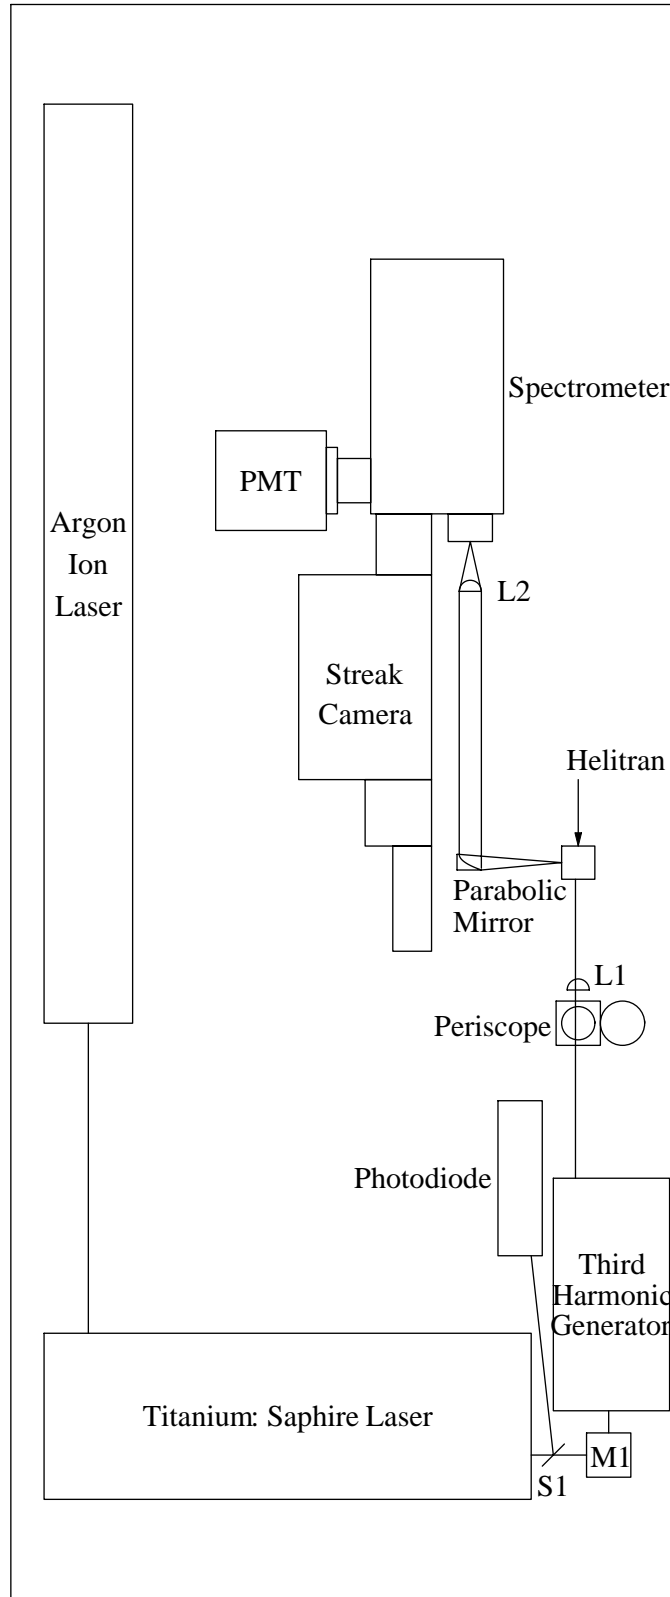 Spectrometer
PMT
Argon
Ion
Laser
L2
Streak
Camera
Helitran
Parabolic
Mirror
L1
Periscope
Photodiode
Third
Harmonic
Generator
Titanium: Saphire Laser
M1
S1